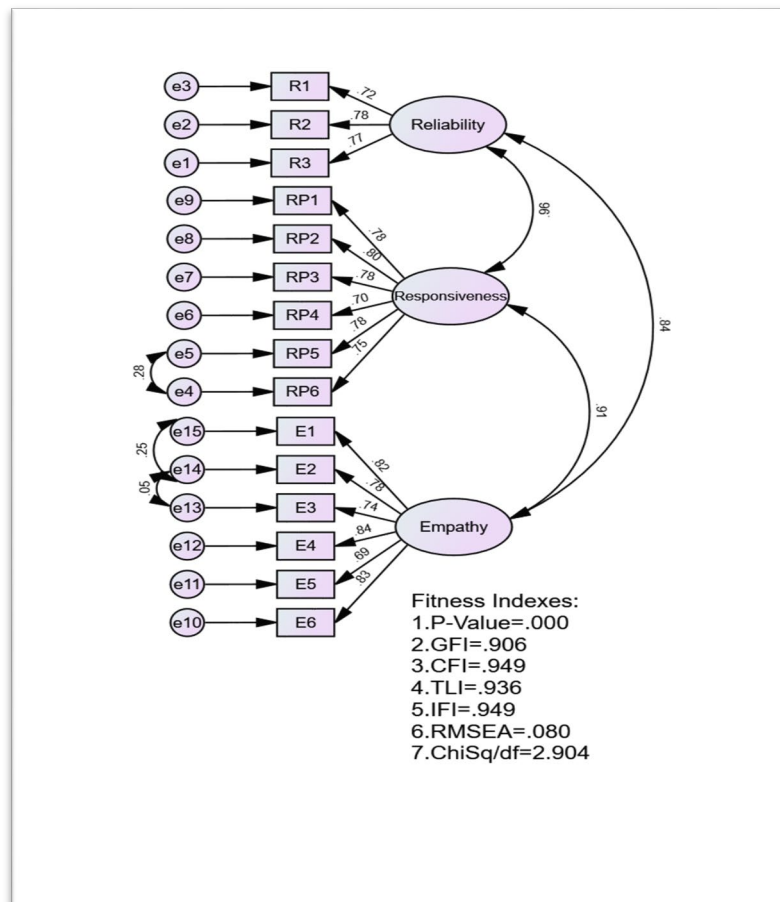 e3
R1
.72
e2
R2
.78
Reliability
e1
R3
.77
e9
RP1
.78
.96
e8
RP2
.80
e7
RP3
.78
Responsiveness
e6
RP4
.70
.84
e5
RP5
.78
.28
e4
RP6
.75
e15
E1
.82
.91
.25
e14
E2
.78
.05
e13
E3
.74
Empathy
e12
E4
.84
e11
E5
.69
e10
E6
.83
Fitness Indexes:
1.P-Value=.000
2.GFI=.906
3.CFI=.949
4.TLI=.936
5.IFI=.949
6.RMSEA=.080
7.ChiSq/df=2.904